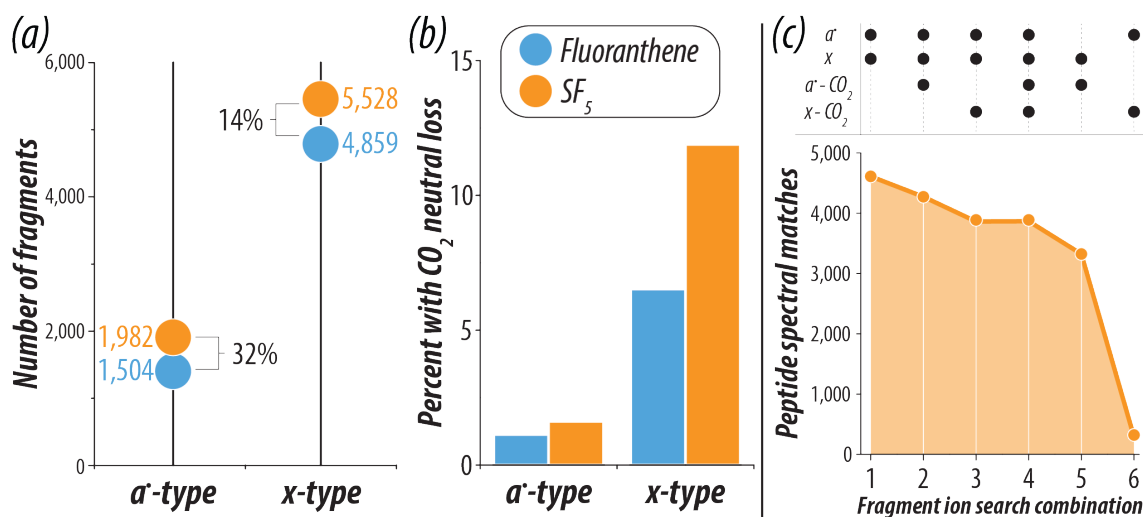 (a)
Number of fragments
6,000
4,000
2,000
0
5,528
14%
4,859
1,982
32%
1,504
a•-type
x-type
(b)
Fluoranthene
SF5
Percent with CO2 neutral loss
15
10
5
0
a•-type
x-type
(c)
a•
x
a• - CO2
x - CO2
Peptide spectral matches
5,000
4,000
3,000
2,000
1,000
0
1 2 3 4 5 6
Fragment ion search combination